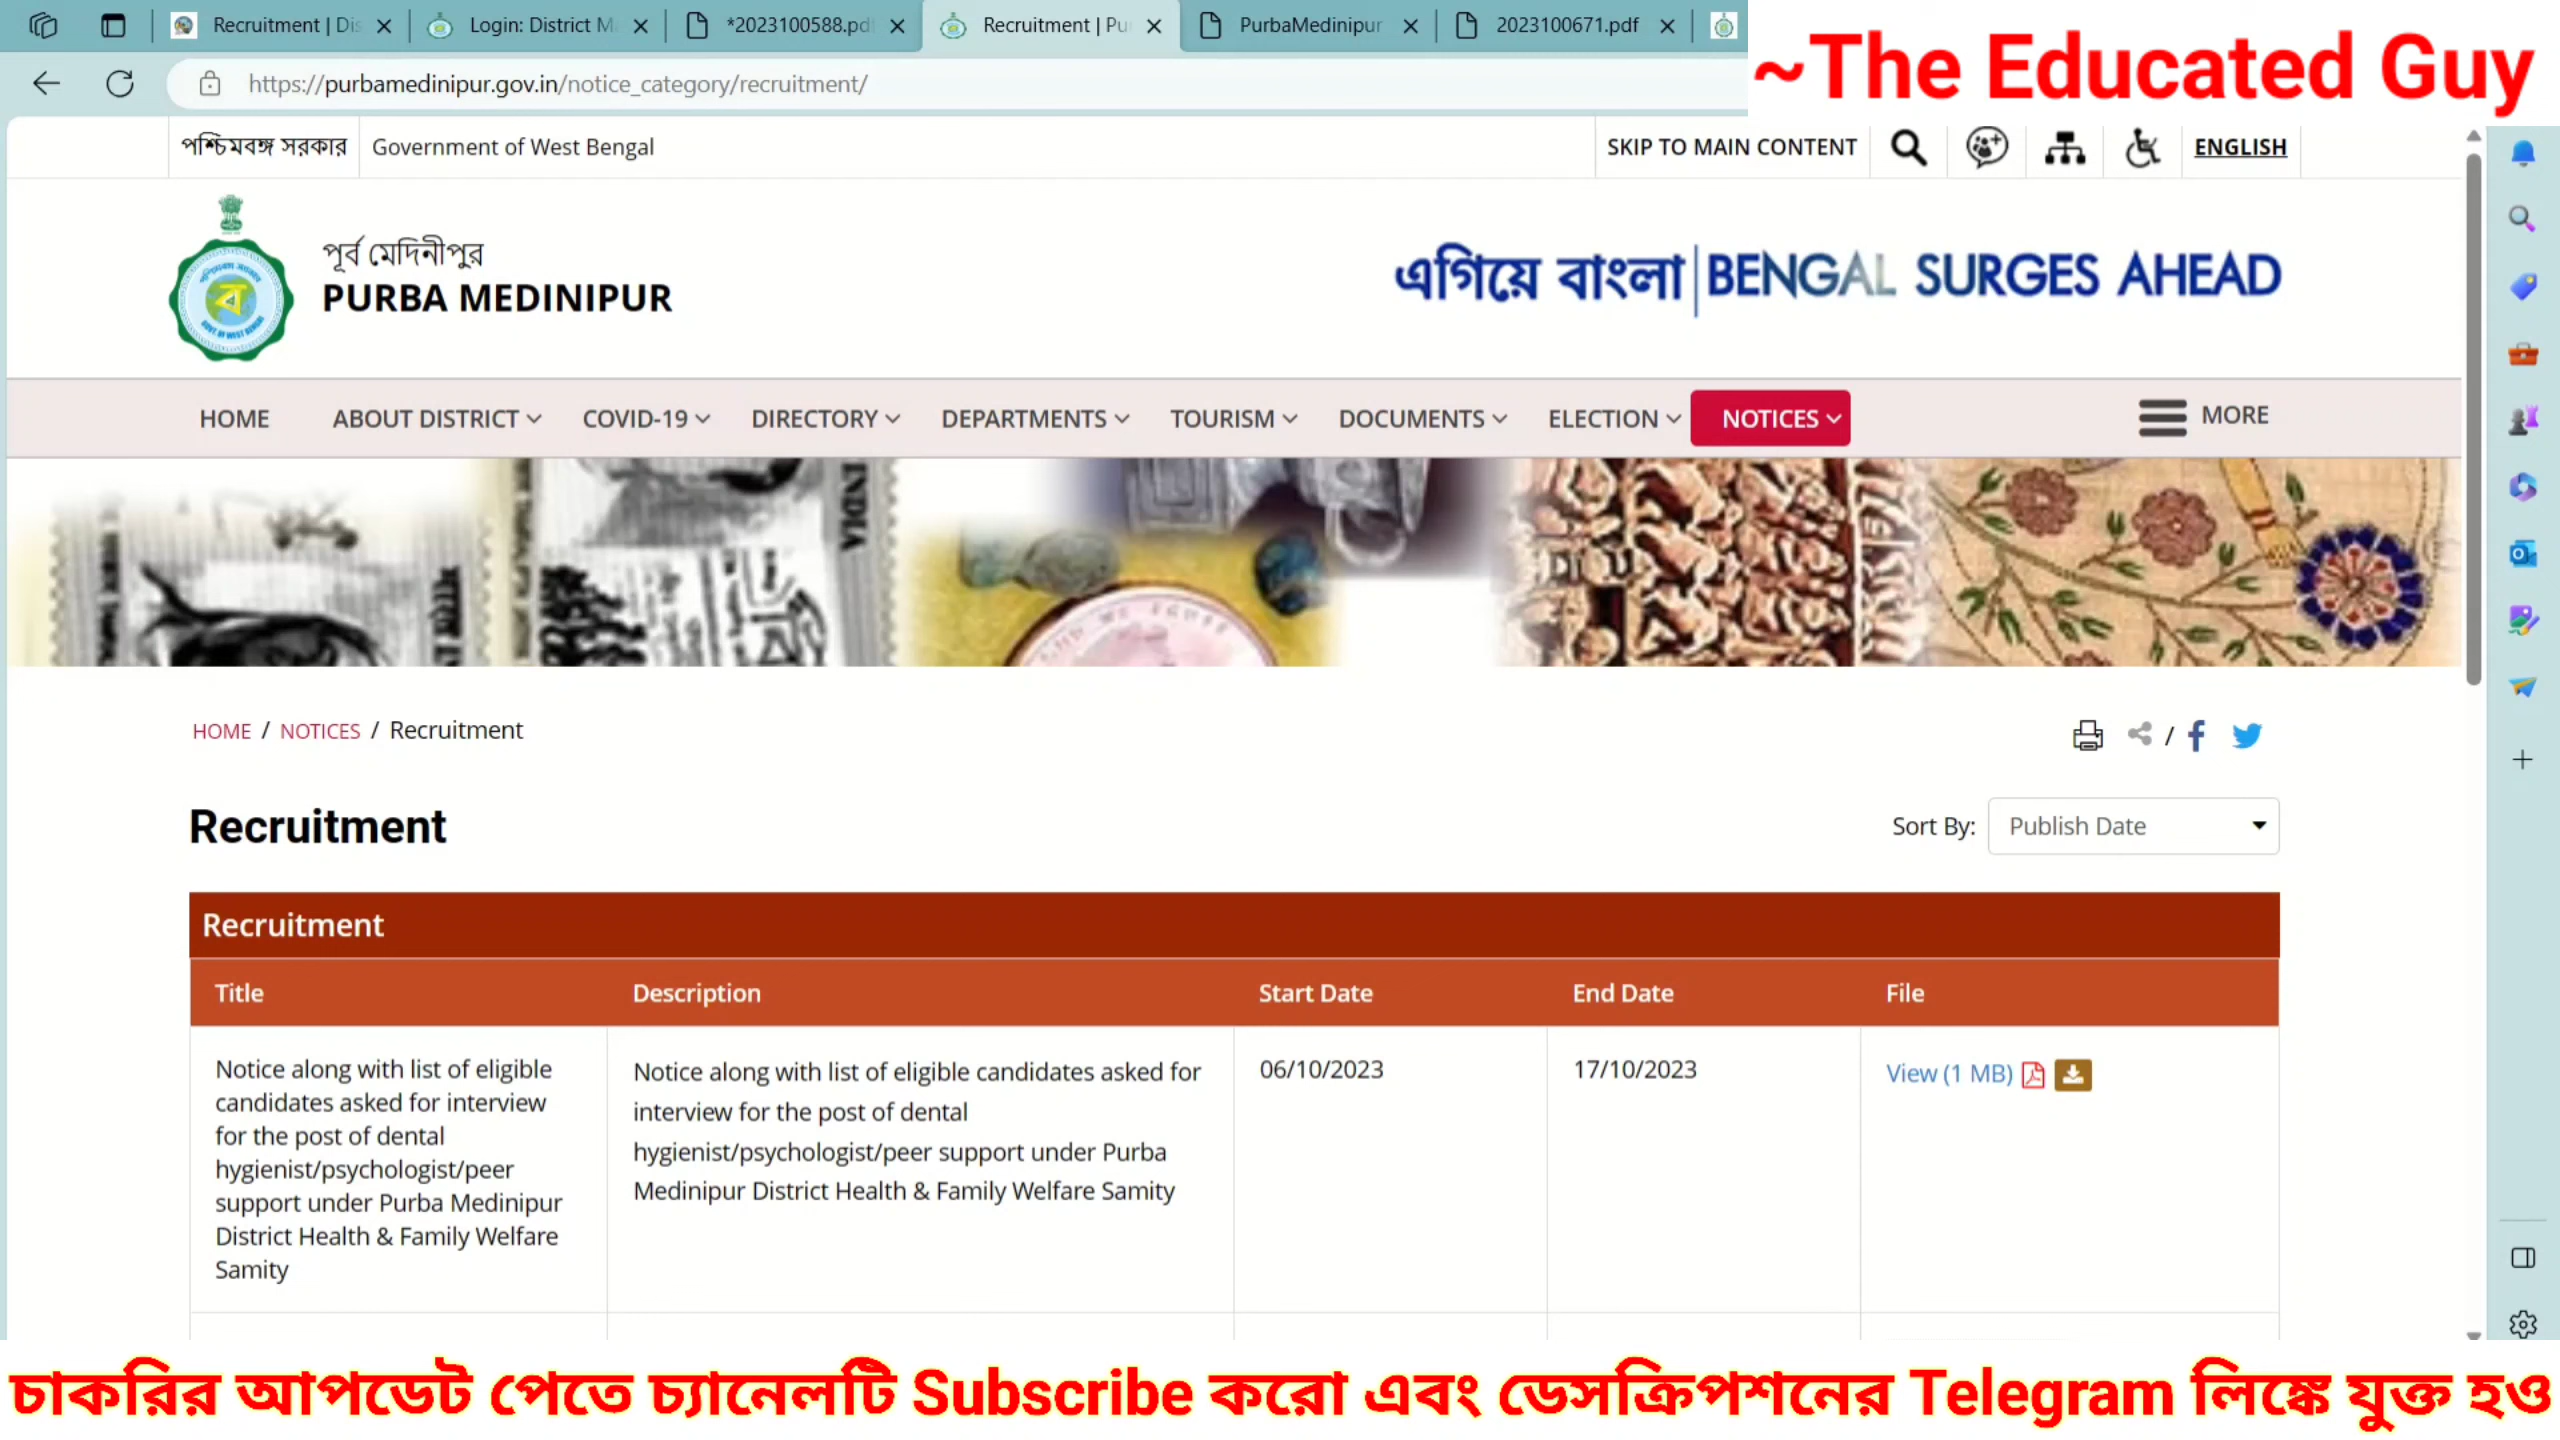 Recruitment | Dis
Login: District Ma
*2023100588.pdf
Recruitment | Pur
PurbaMedinipur
2023100671.pdf
~The Educated Guy
https://purbamedinipur.gov.in/notice_category/recruitment/
পশ্চিমবঙ্গ সরকার
Government of West Bengal
SKIP TO MAIN CONTENT
ENGLISH
পূর্ব মেদিনীপুর
PURBA MEDINIPUR
এগিয়ে বাংলা
BENGAL SURGES AHEAD
HOME
ABOUT DISTRICT
COVID-19
DIRECTORY
DEPARTMENTS
TOURISM
DOCUMENTS
ELECTION
NOTICES
MORE
INDIA
HOME / NOTICES / Recruitment
Recruitment
Sort By: Publish Date
Recruitment
Title
Description
Start Date
End Date
File
Notice along with list of eligible
candidates asked for interview
for the post of dental
hygienist/psychologist/peer
support under Purba Medinipur
District Health & Family Welfare
Samity
Notice along with list of eligible candidates asked for
interview for the post of dental
hygienist/psychologist/peer support under Purba
Medinipur District Health & Family Welfare Samity
06/10/2023
17/10/2023
View (1 MB)
চাকরির আপডেট পেতে চ্যানেলটি Subscribe করো এবং ডেসক্রিপশনের Telegram লিঙ্কে যুক্ত হও